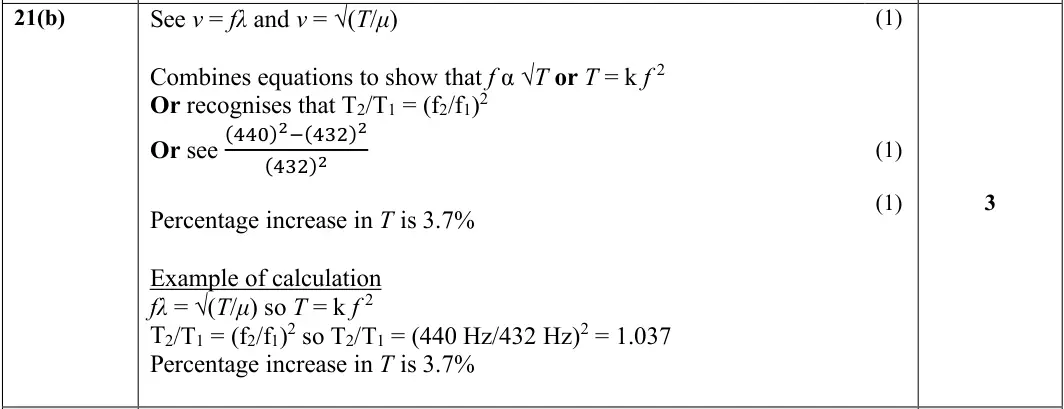 21(b)
See v = fλ and v = √(T/μ) (1)
Combines equations to show that f α √T or T = k f²
Or recognises that T₂/T₁ = (f₂/f₁)²
Or see ((440)²−(432)²)/(432)² (1)
(1) 3
Percentage increase in T is 3.7%
Example of calculation
fλ = √(T/μ) so T = k f²
T₂/T₁ = (f₂/f₁)² so T₂/T₁ = (440 Hz/432 Hz)² = 1.037
Percentage increase in T is 3.7%